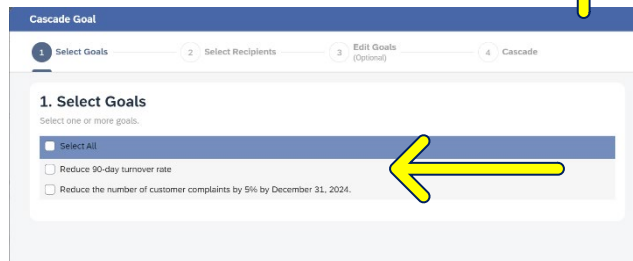 Cascade Goal
1 Select Goals 2 Select Recipients 3 Edit Goals (Optional) 4 Cascade
1. Select Goals
Select one or more goals.
Select All
Reduce 90-day turnover rate
Reduce the number of customer complaints by 5% by December 31, 2024.